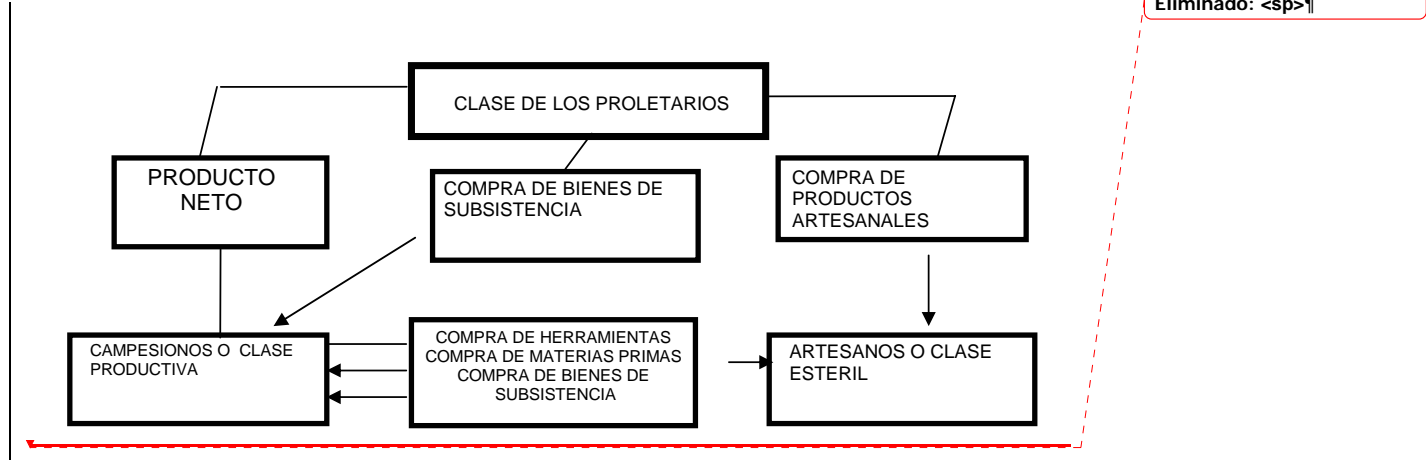 Eliminado: <sp>¶
CLASE DE LOS PROLETARIOS
PRODUCTO
NETO
COMPRA DE BIENES DE
SUBSISTENCIA
COMPRA DE
PRODUCTOS
ARTESANALES
CAMPESIONOS O CLASE
PRODUCTIVA
COMPRA DE HERRAMIENTAS
COMPRA DE MATERIAS PRIMAS
COMPRA DE BIENES DE
SUBSISTENCIA
ARTESANOS O CLASE
ESTERIL